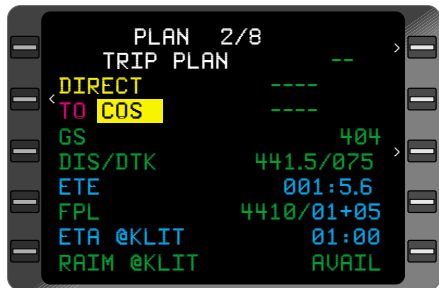 PLAN 2/8
TRIP PLAN --
DIRECT ----
TO COS ----
GS 404
DIS/DTK 441.5/075
ETE 001:5.6
FPL 4410/01+05
ETA @KLIT 01:00
RAIM @KLIT AVAIL